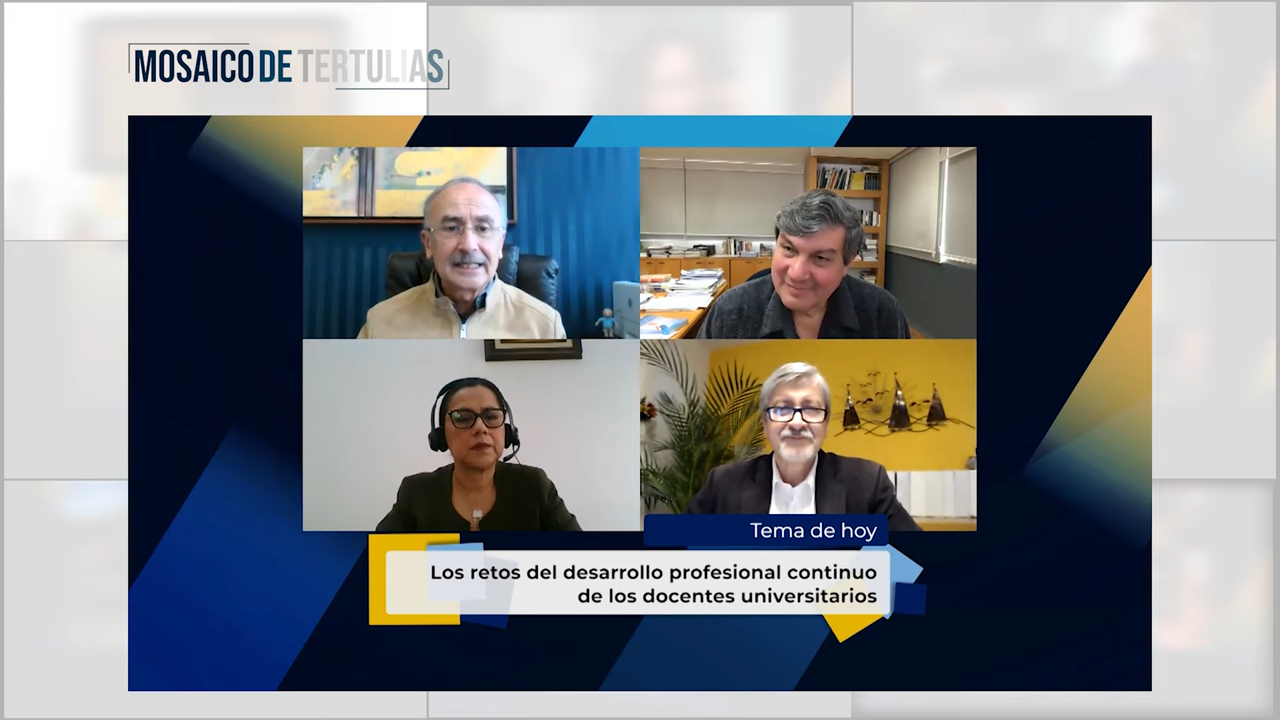 MOSAICO DE TERTULIAS
Tema de hoy
Los retos del desarrollo profesional continuo
de los docentes universitarios